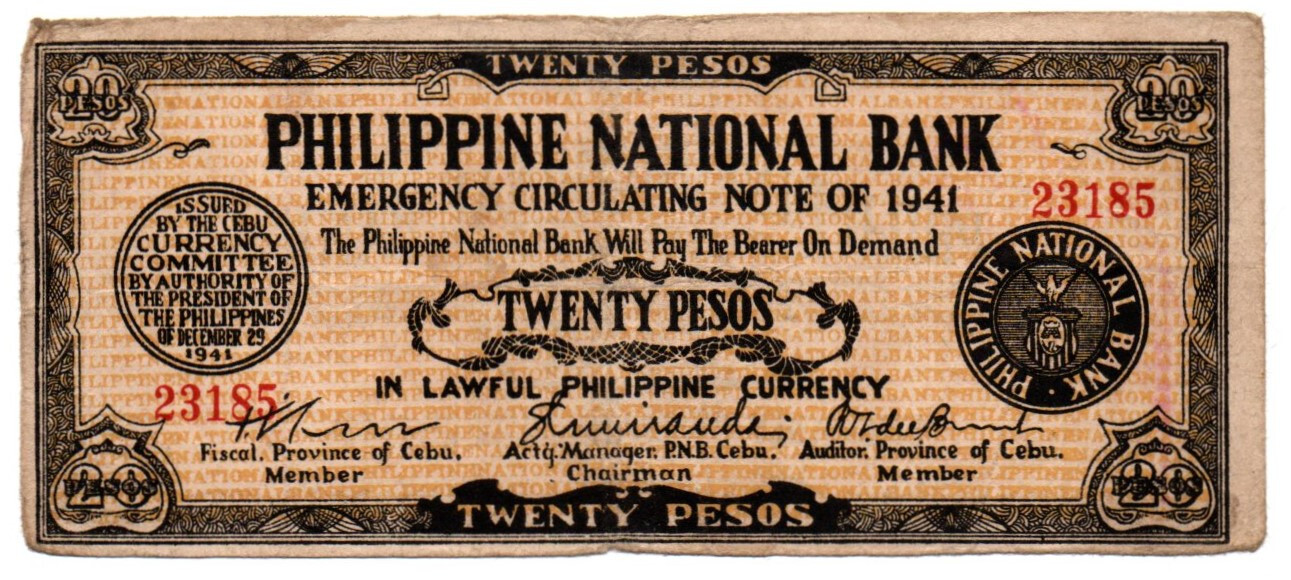 TWENTY PESOS
20 PESOS
20 PESOS
PHILIPPINE NATIONAL BANK
EMERGENCY CIRCULATING NOTE OF 1941
23185
The Philippine National Bank Will Pay The Bearer On Demand
ISSUED
BY THE CEBU
CURRENCY
COMMITTEE
BY AUTHORITY OF
THE PRESIDENT OF
THE PHILIPPINES
OF DECEMBER 29
1941
TWENTY PESOS
PHILIPPINE NATIONAL BANK
IN LAWFUL PHILIPPINE CURRENCY
23185
Fiscal. Province of Cebu.
Member
Act'g. Manager. P.N.B. Cebu.
Chairman
Auditor. Province of Cebu.
Member
20 PESOS
20 PESOS
TWENTY PESOS